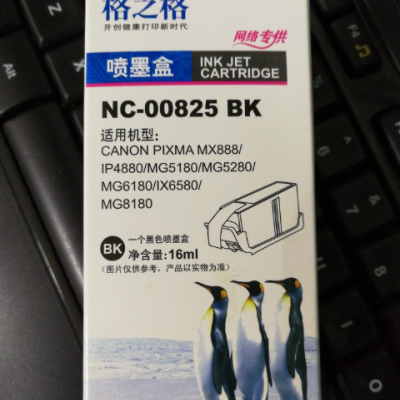 格之格
开创健康打印新时代
网络专供
喷墨盒
INK JET
CARTRIDGE
NC-00825 BK
适用机型:
CANON PIXMA MX888/
IP4880/MG5180/MG5280/
MG6180/IX6580/
MG8180
BK
一个黑色喷墨盒
净含量:16ml
(图片仅供参考，产品以实物为准)